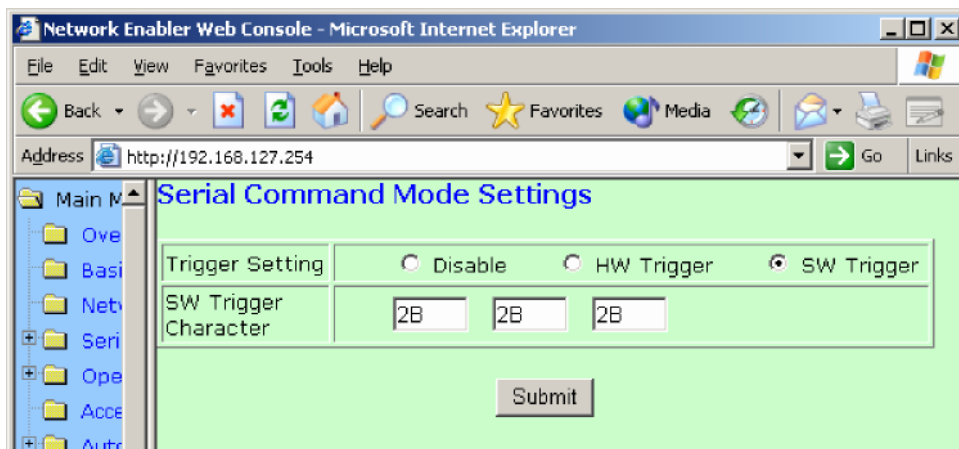 Network Enabler Web Console - Microsoft Internet Explorer
File Edit View Favorites Tools Help
Back Search Favorites Media
Address http://192.168.127.254 Go Links
Main M
Serial Command Mode Settings
Ove
Trigger Setting Disable HW Trigger SW Trigger
Basi
Netv
SW Trigger Character 2B 2B 2B
Seri
Ope
Submit
Acce
Auto